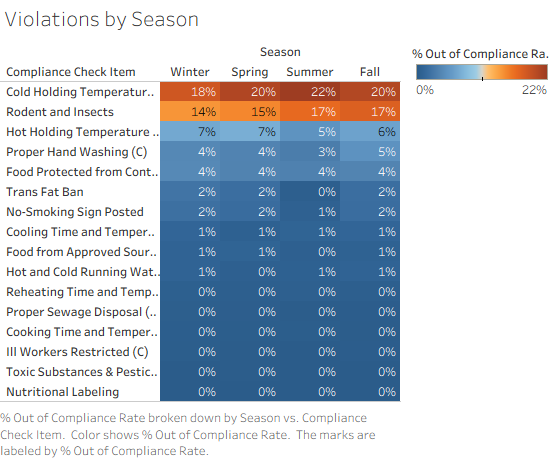 Violations by Season
Season
% Out of Compliance Ra..
Compliance Check Item Winter Spring Summer Fall
0% 22%
Cold Holding Temperatur.. 18% 20% 22% 20%
Rodent and Insects 14% 15% 17% 17%
Hot Holding Temperature .. 7% 7% 5% 6%
Proper Hand Washing (C) 4% 4% 3% 5%
Food Protected from Cont.. 4% 4% 4% 4%
Trans Fat Ban 2% 2% 0% 2%
No-Smoking Sign Posted 2% 2% 1% 2%
Cooling Time and Temper.. 1% 1% 1% 1%
Food from Approved Sour.. 1% 1% 0% 1%
Hot and Cold Running Wat.. 1% 0% 1% 1%
Reheating Time and Temp.. 0% 0% 0% 0%
Proper Sewage Disposal (.. 0% 0% 0% 0%
Cooking Time and Temper.. 0% 0% 0% 0%
Ill Workers Restricted (C) 0% 0% 0% 0%
Toxic Substances & Pestic.. 0% 0% 0% 0%
Nutritional Labeling 0% 0% 0% 0%
% Out of Compliance Rate broken down by Season vs. Compliance
Check Item.  Color shows % Out of Compliance Rate.  The marks are
labeled by % Out of Compliance Rate.